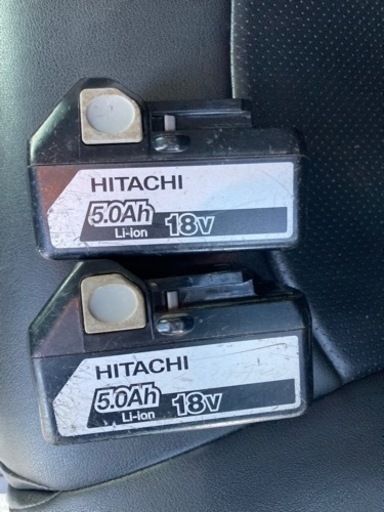 HITACHI
5.0Ah
Li-ion 18v
HITACHI
5.0Ah
Li-ion 18v